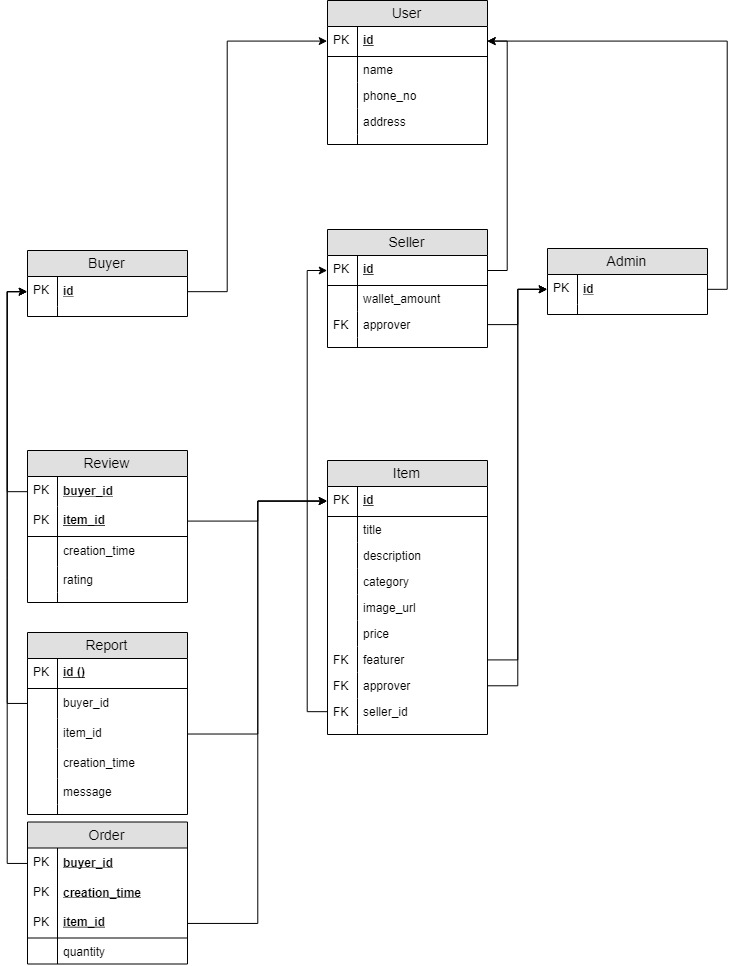 User
PK id
name
phone_no
address
Buyer
PK id
Seller
PK id
wallet_amount
FK approver
Admin
PK id
Review
PK buyer_id
PK item_id
creation_time
rating
Item
PK id
title
description
category
image_url
price
FK featurer
FK approver
FK seller_id
Report
PK id ()
buyer_id
item_id
creation_time
message
Order
PK buyer_id
PK creation_time
PK item_id
quantity